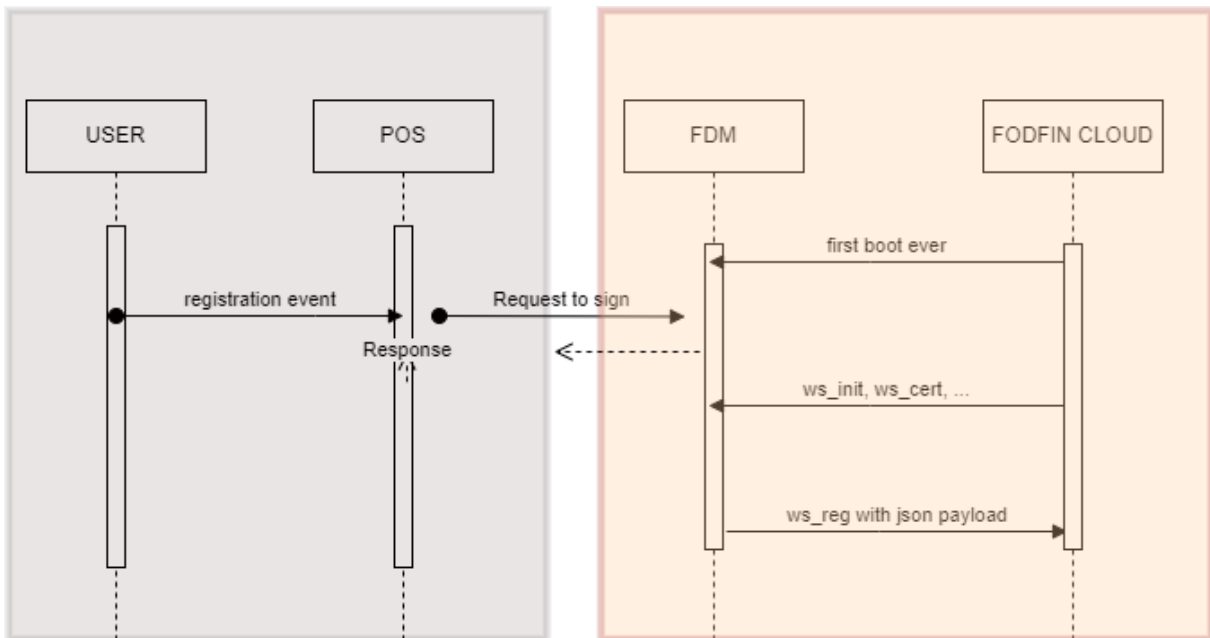 USER
POS
FDM
FODFIN CLOUD
first boot ever
registration event
Request to sign
Response
ws_init, ws_cert, ...
ws_reg with json payload